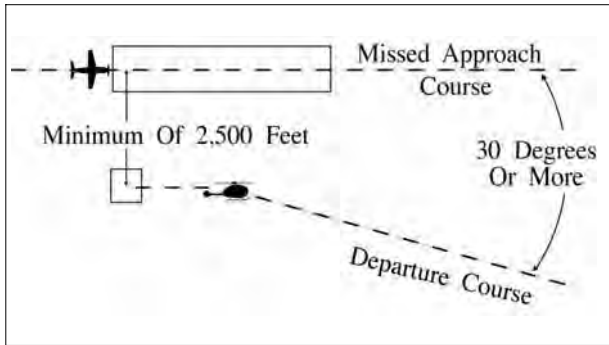 Missed Approach
Course
Minimum Of 2,500 Feet
30 Degrees
Or More
Departure Course